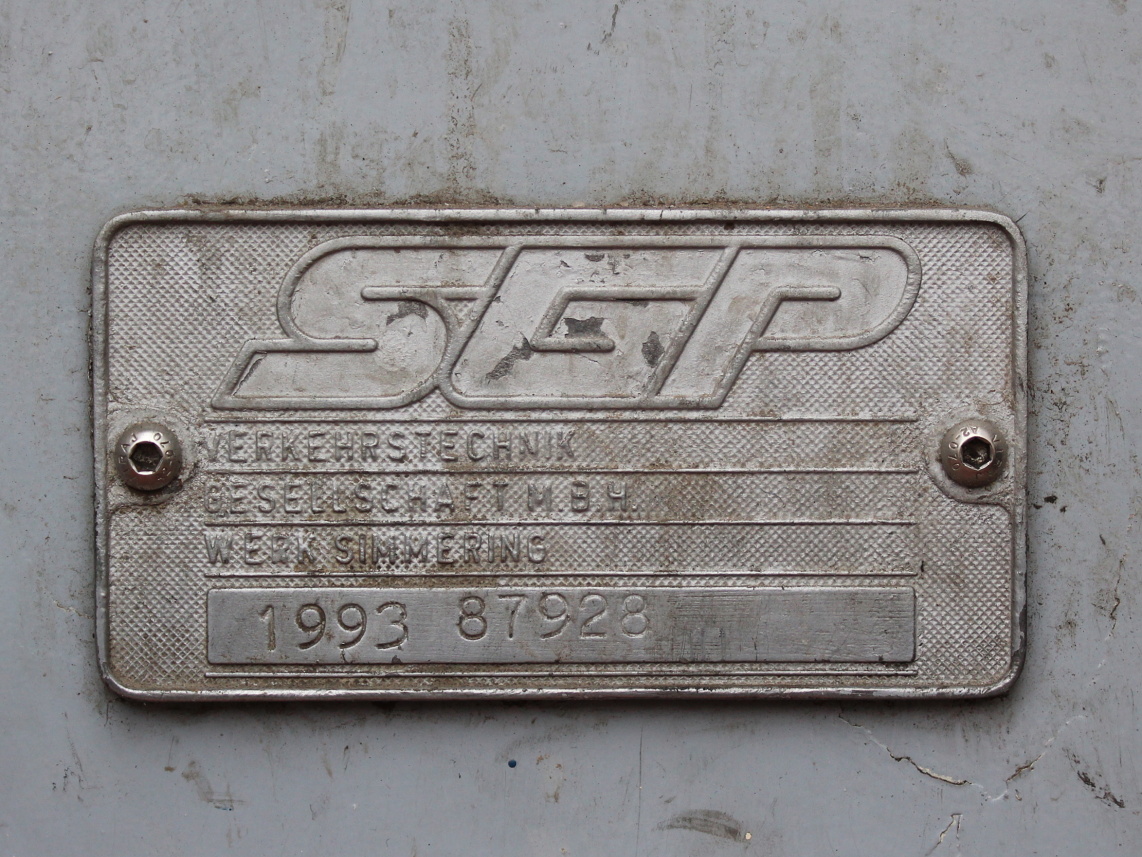 SGP
VERKEHRSTECHNIK
GESELLSCHAFT M.B.H.
WERK SIMMERING
1993 87928